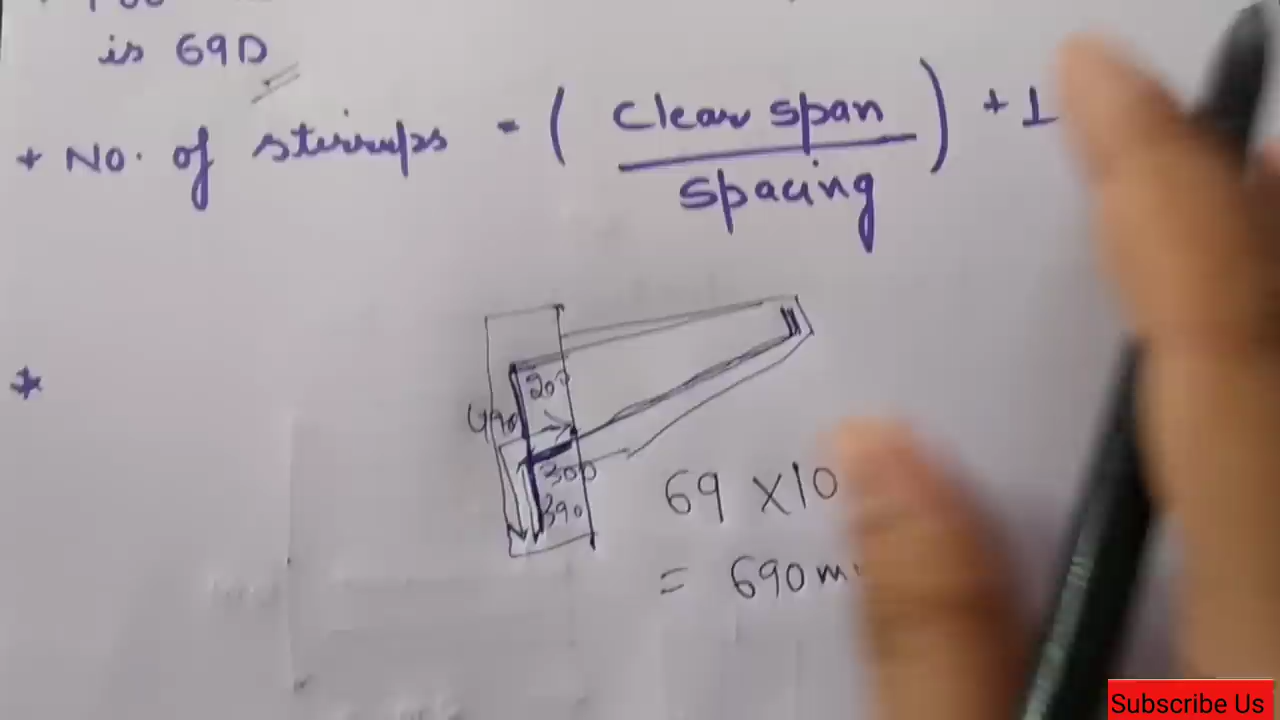 is 69D
* No. of stirrups = ( Clear span / spacing ) + 1
*
200
490
300
390
69 X 10
= 690 m
Subscribe Us